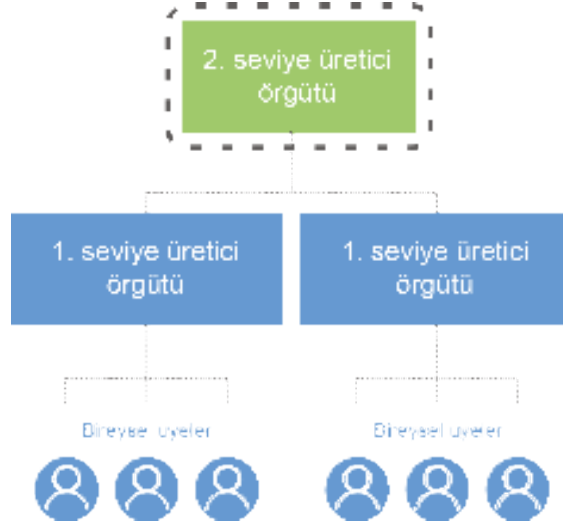 2. seviye üretici
örgütü
1. seviye üretici
örgütü
1. seviye üretici
örgütü
Bireysel üyeler
Bireysel üyeler